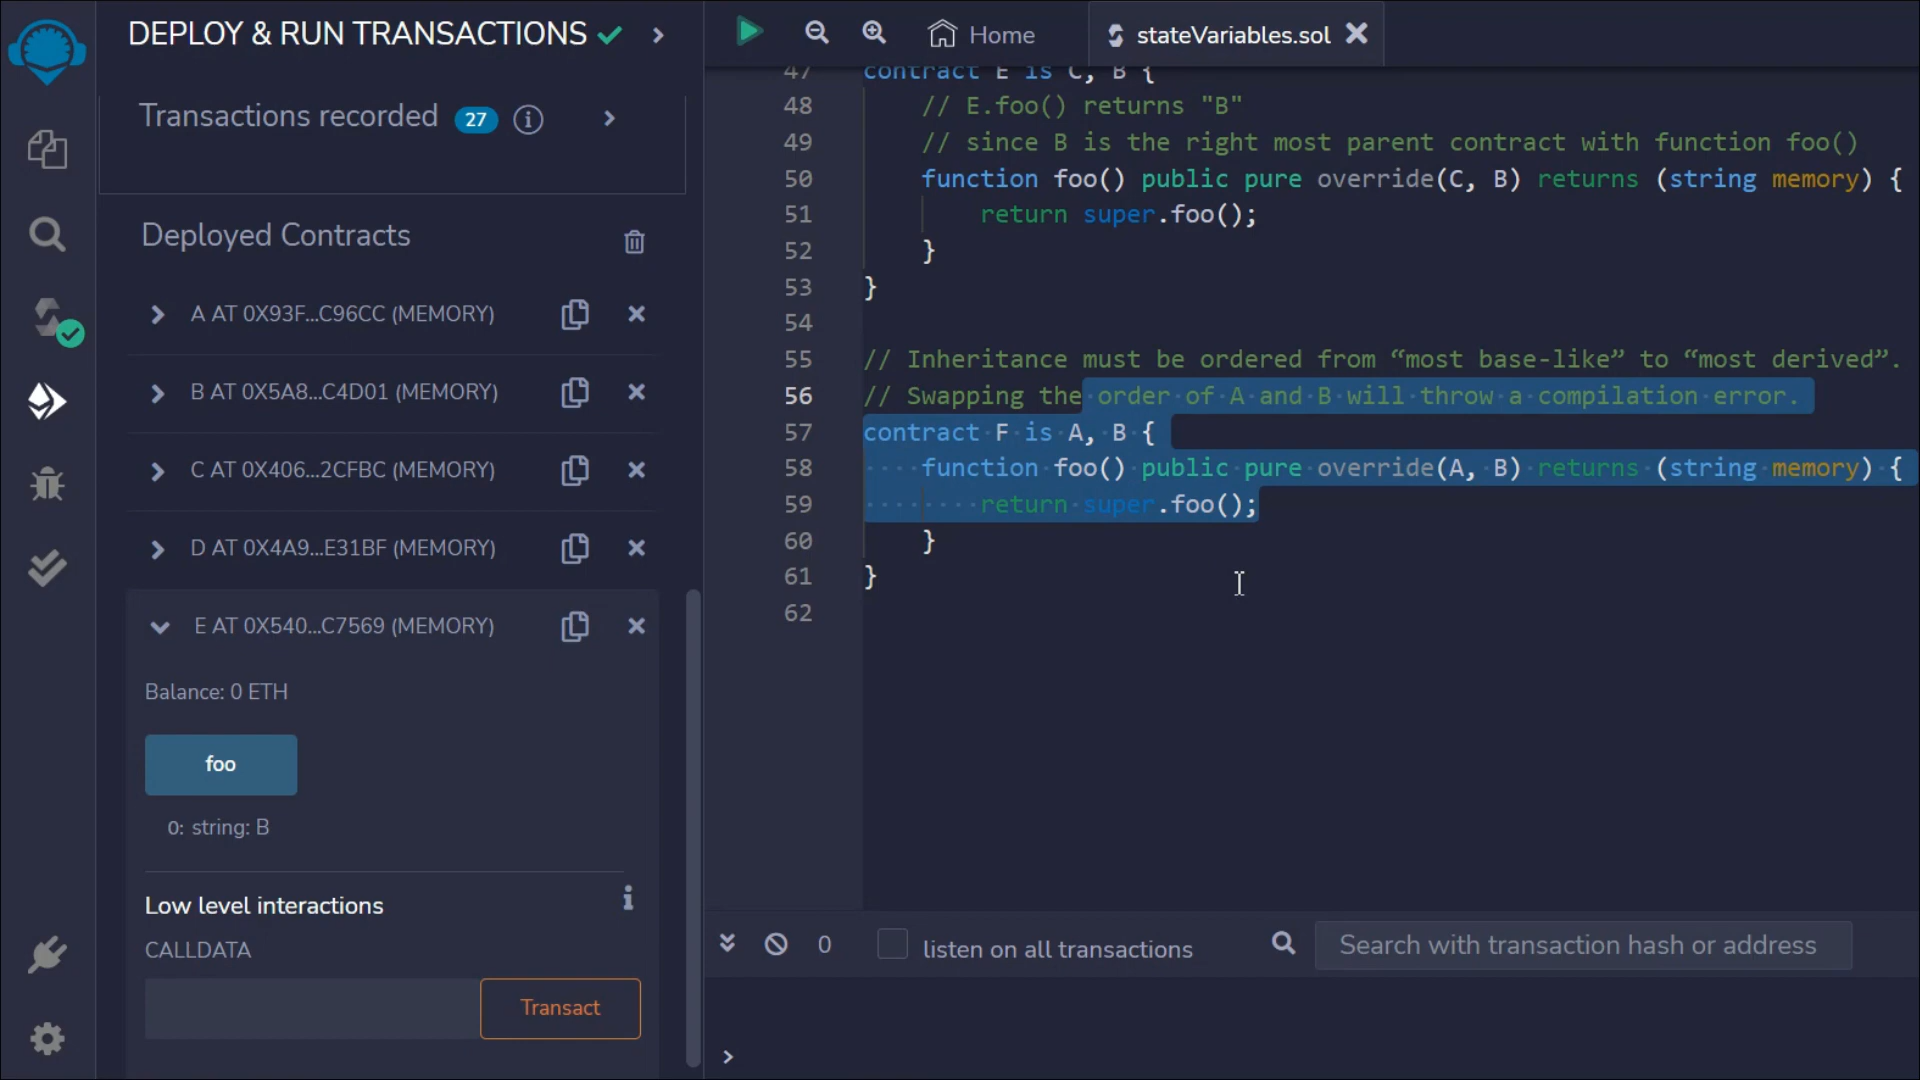 DEPLOY & RUN TRANSACTIONS
Transactions recorded 27
Deployed Contracts
A AT 0X93F...C96CC (MEMORY)
B AT 0X5A8...C4D01 (MEMORY)
C AT 0X406...2CFBC (MEMORY)
D AT 0X4A9...E31BF (MEMORY)
E AT 0X540...C7569 (MEMORY)
Balance: 0 ETH
foo
0: string: B
Low level interactions
CALLDATA
Transact
Home
stateVariables.sol
47 contract E is C, B {
48 // E.foo() returns "B"
49 // since B is the right most parent contract with function foo()
50 function foo() public pure override(C, B) returns (string memory) {
51 return super.foo();
52 }
53 }
54
55 // Inheritance must be ordered from “most base-like” to “most derived”.
56 // Swapping the order of A and B will throw a compilation error.
57 contract F is A, B {
58 function foo() public pure override(A, B) returns (string memory) {
59 return super.foo();
60 }
61 }
62
0 listen on all transactions
Search with transaction hash or address
>